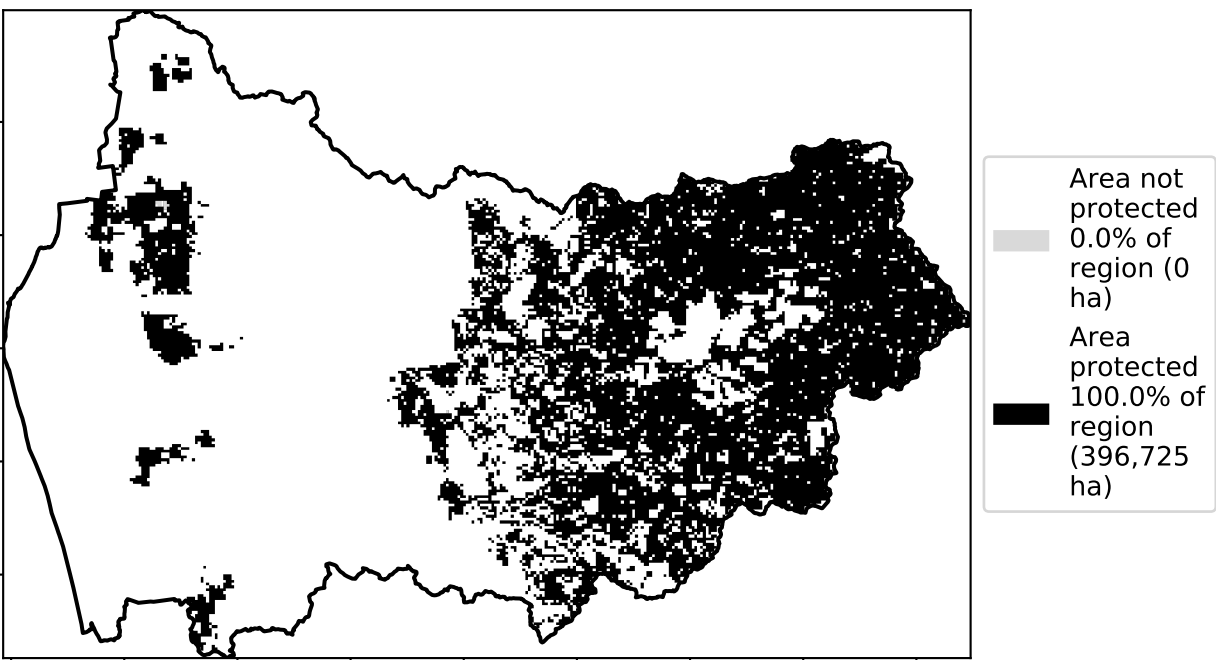 Area not
protected
0.0% of
region (0
ha)
Area
protected
100.0% of
region
(396,725
ha)